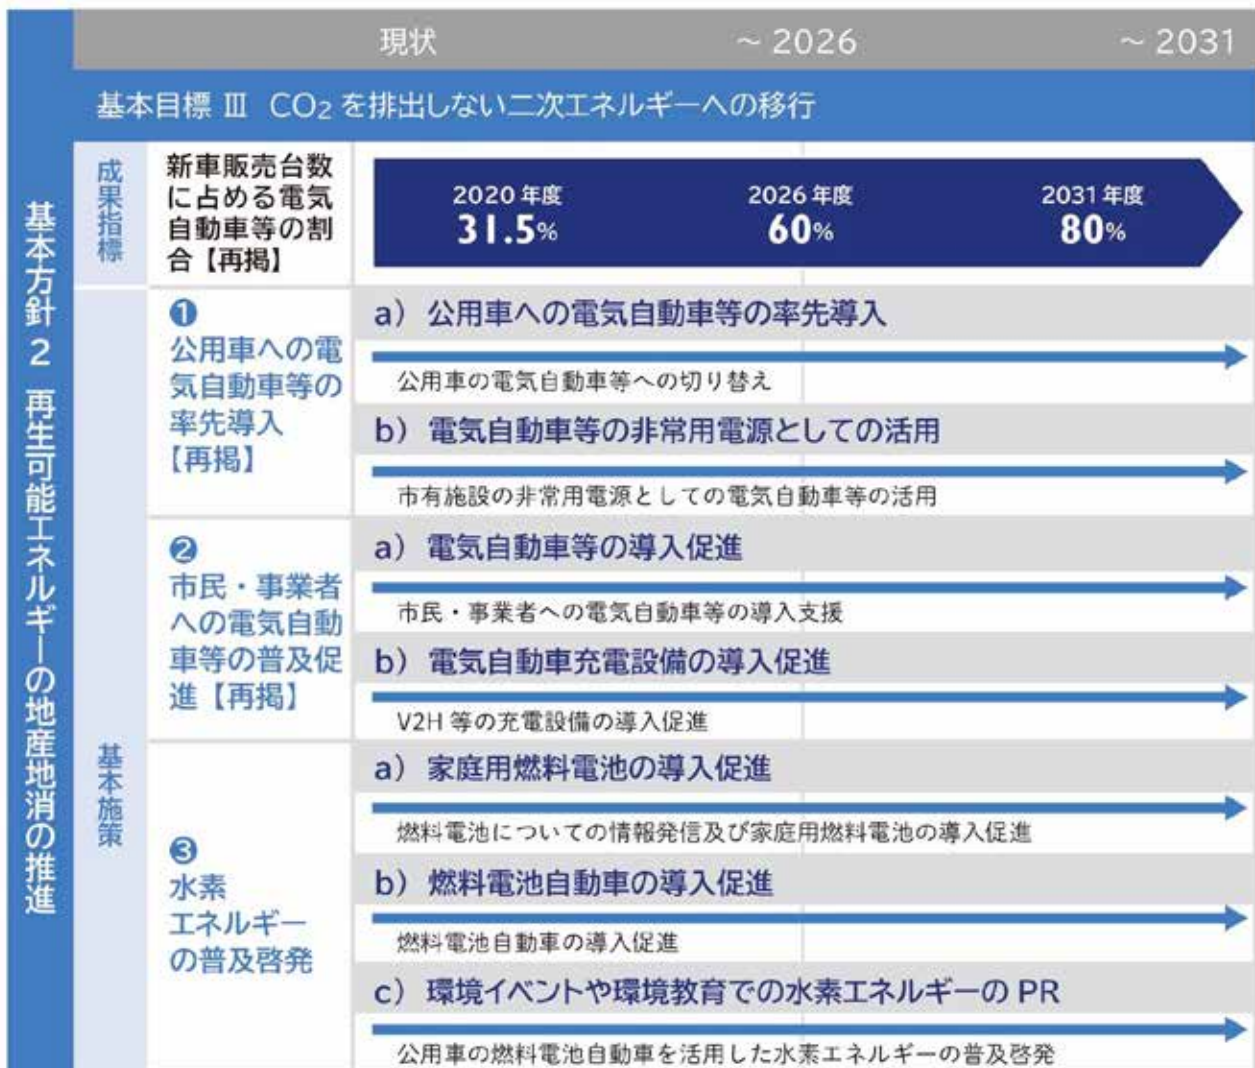 現状 ～2026 ～2031
基本方針 2 再生可能エネルギーの地産地消の推進
基本目標 Ⅲ CO₂を排出しない二次エネルギーへの移行
成果指標
新車販売台数
に占める電気
自動車等の割
合【再掲】
2020年度
31.5%
2026年度
60%
2031年度
80%
基本施策
❶
公用車への電
気自動車等の
率先導入
【再掲】
a）公用車への電気自動車等の率先導入
公用車の電気自動車等への切り替え
b）電気自動車等の非常用電源としての活用
市有施設の非常用電源としての電気自動車等の活用
❷
市民・事業者
への電気自動
車等の普及促
進【再掲】
a）電気自動車等の導入促進
市民・事業者への電気自動車等の導入支援
b）電気自動車充電設備の導入促進
V2H等の充電設備の導入促進
❸
水素
エネルギー
の普及啓発
a）家庭用燃料電池の導入促進
燃料電池についての情報発信及び家庭用燃料電池の導入促進
b）燃料電池自動車の導入促進
燃料電池自動車の導入促進
c）環境イベントや環境教育での水素エネルギーのPR
公用車の燃料電池自動車を活用した水素エネルギーの普及啓発